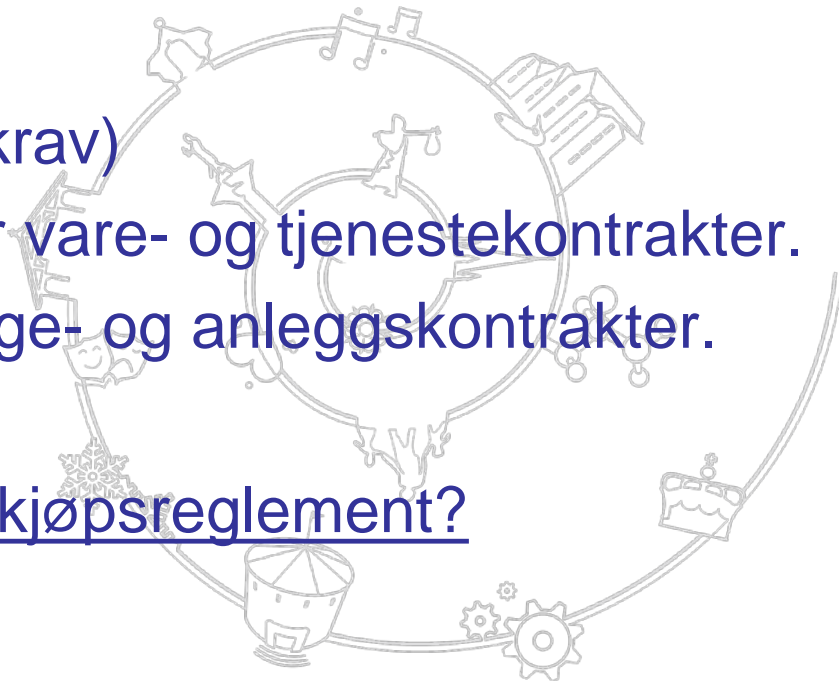 krav)
r vare- og tjenestekontrakter.
ge- og anleggskontrakter.
kjøpsreglement?